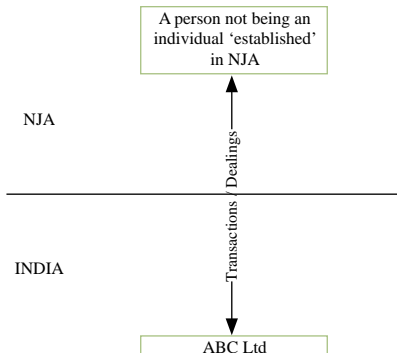 A person not being an
individual ‘established’
in NJA
NJA
Transactions / Dealings
INDIA
ABC Ltd